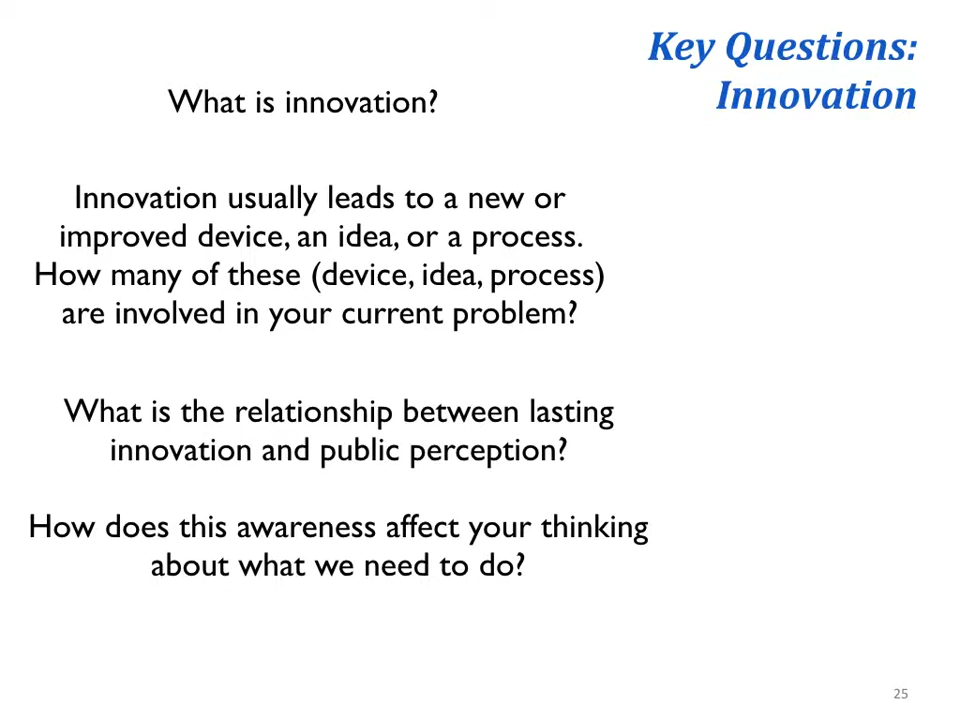 Key Questions:
Innovation
What is innovation?
Innovation usually leads to a new or
improved device, an idea, or a process.
How many of these (device, idea, process)
are involved in your current problem?
What is the relationship between lasting
innovation and public perception?
How does this awareness affect your thinking
about what we need to do?
25